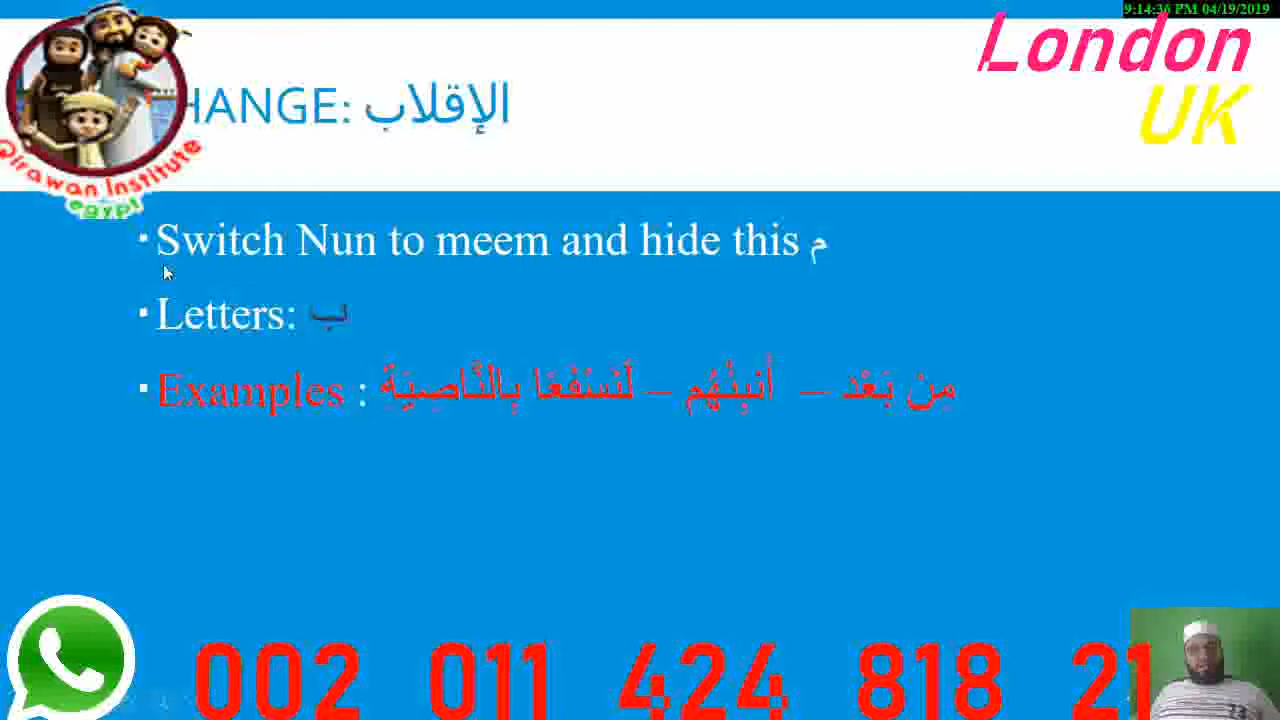 9:14:36 PM 04/19/2019
London
UK
HANGE: الإقلاب
Qirawan Institute
egypt
· Switch Nun to meem and hide this م
· Letters: ب
· Examples : مِنْ بَعْد – أَنبِئْهُم – لَنَسْفَعًا بِالنَّاصِيَةِ
002 011 424 818 21